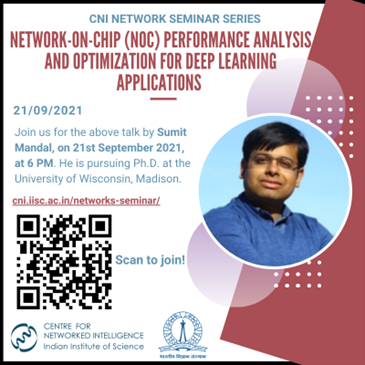 CNI NETWORK SEMINAR SERIES
NETWORK-ON-CHIP (NOC) PERFORMANCE ANALYSIS
AND OPTIMIZATION FOR DEEP LEARNING
APPLICATIONS
21/09/2021
Join us for the above talk by Sumit
Mandal, on 21st September 2021,
at 6 PM. He is pursuing Ph.D. at the
University of Wisconsin, Madison.
cni.iisc.ac.in/networks-seminar/
Scan to join!
CENTRE FOR
NETWORKED INTELLIGENCE
Indian Institute of Science
भारतीय विज्ञान संस्थान